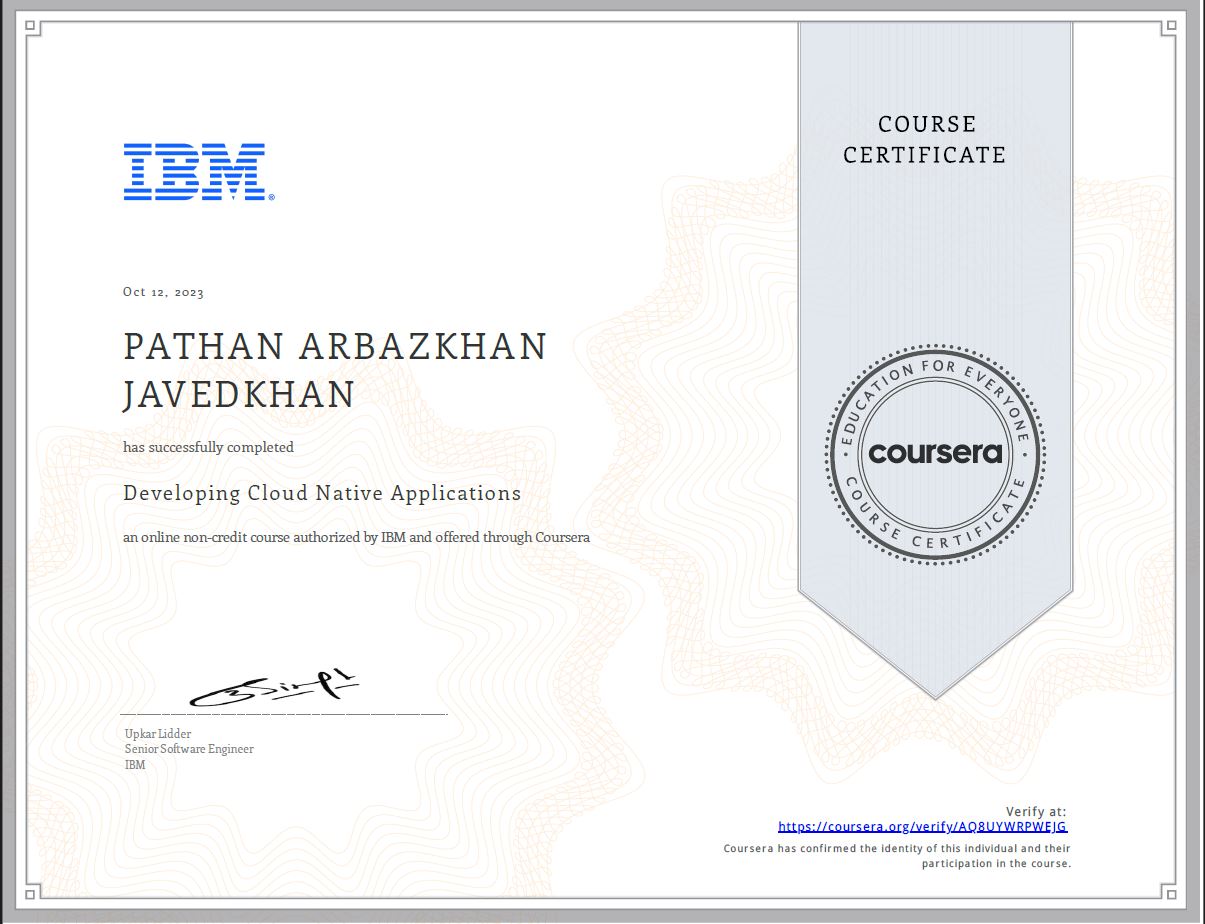 COURSE
CERTIFICATE
IBM®
Oct 12, 2023
PATHAN ARBAZKHAN
JAVEDKHAN
has successfully completed
Developing Cloud Native Applications
an online non-credit course authorized by IBM and offered through Coursera
EDUCATION FOR EVERYONE
coursera
COURSE CERTIFICATE
Upkar Lidder
Senior Software Engineer
IBM
Verify at:
https://coursera.org/verify/AQ8UYWRPWEJG
Coursera has confirmed the identity of this individual and their
participation in the course.